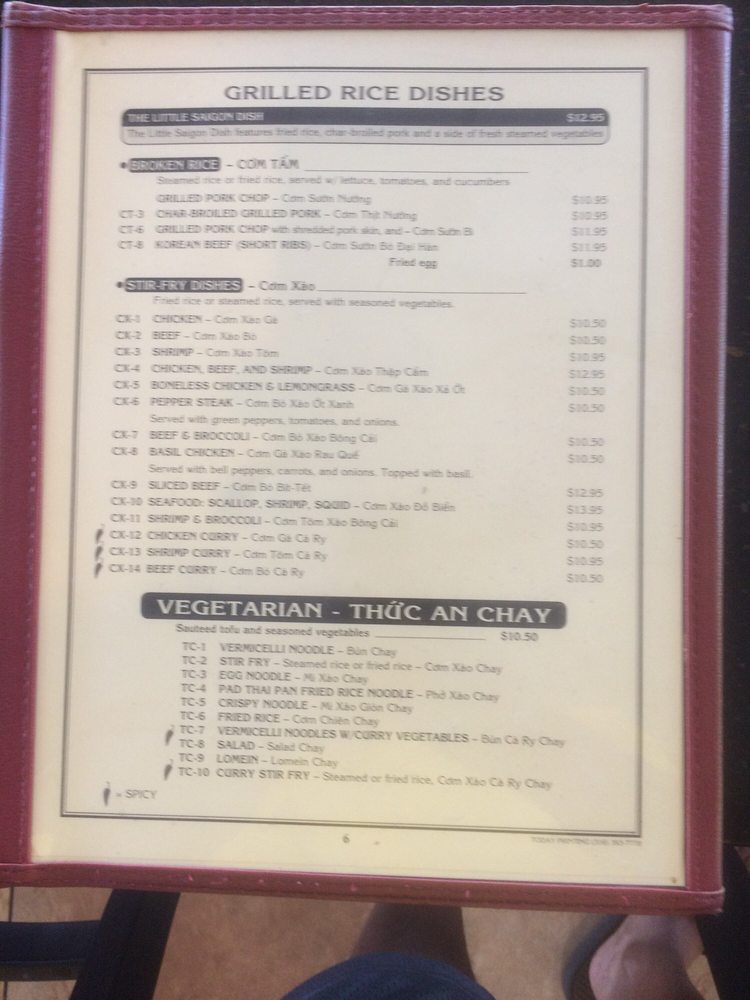 GRILLED RICE DISHES
THE LITTLE SAIGON DISH $12.95
The Little Saigon Dish features fried rice, char-broiled pork and a side of fresh steamed vegetables
•BROKEN RICE – CƠM TẤM
Steamed rice or fried rice, served w/ lettuce, tomatoes, and cucumbers
GRILLED PORK CHOP – Cơm Sườn Nướng $10.95
CT-3 CHAR-BROILED GRILLED PORK – Cơm Thịt Nướng $10.95
CT-6 GRILLED PORK CHOP with shredded pork skin, and – Cơm Sườn Bì $11.95
CT-8 KOREAN BEEF (SHORT RIBS) – Cơm Sườn Bò Đại Hàn $11.95
Fried egg $1.00
•STIR-FRY DISHES – Cơm Xào
Fried rice or steamed rice, served with seasoned vegetables.
CX-1 CHICKEN – Cơm Xào Gà $10.50
CX-2 BEEF – Cơm Xào Bò $10.50
CX-3 SHRIMP – Cơm Xào Tôm $10.95
CX-4 CHICKEN, BEEF, AND SHRIMP – Cơm Xào Thập Cẩm $12.95
CX-5 BONELESS CHICKEN & LEMONGRASS – Cơm Gà Xào Xả Ớt $10.50
CX-6 PEPPER STEAK – Cơm Bò Xào Ớt Xanh $10.50
Served with green peppers, tomatoes, and onions.
CX-7 BEEF & BROCCOLI – Cơm Bò Xào Bông Cải $10.50
CX-8 BASIL CHICKEN – Cơm Gà Xào Rau Quế $10.50
Served with bell peppers, carrots, and onions. Topped with basil.
CX-9 SLICED BEEF – Cơm Bò Bít-Tết $12.95
CX-10 SEAFOOD: SCALLOP, SHRIMP, SQUID – Cơm Xào Đồ Biển $13.95
CX-11 SHRIMP & BROCCOLI – Cơm Tôm Xào Bông Cải $10.95
CX-12 CHICKEN CURRY – Cơm Gà Cà Ry $10.50
CX-13 SHRIMP CURRY – Cơm Tôm Cà Ry $10.95
CX-14 BEEF CURRY – Cơm Bò Cà Ry $10.50
VEGETARIAN - THỨC AN CHAY
Sauteed tofu and seasoned vegetables $10.50
TC-1 VERMICELLI NOODLE – Bún Chay
TC-2 STIR FRY – Steamed rice or fried rice – Cơm Xào Chay
TC-3 EGG NOODLE – Mì Xào Chay
TC-4 PAD THAI PAN FRIED RICE NOODLE – Phở Xào Chay
TC-5 CRISPY NOODLE – Mì Xào Giòn Chay
TC-6 FRIED RICE – Cơm Chiên Chay
TC-7 VERMICELLI NOODLES W/CURRY VEGETABLES – Bún Cà Ry Chay
TC-8 SALAD – Salad Chay
TC-9 LOMEIN – Lomein Chay
TC-10 CURRY STIR FRY – Steamed or fried rice, Cơm Xào Cà Ry Chay
= SPICY
6